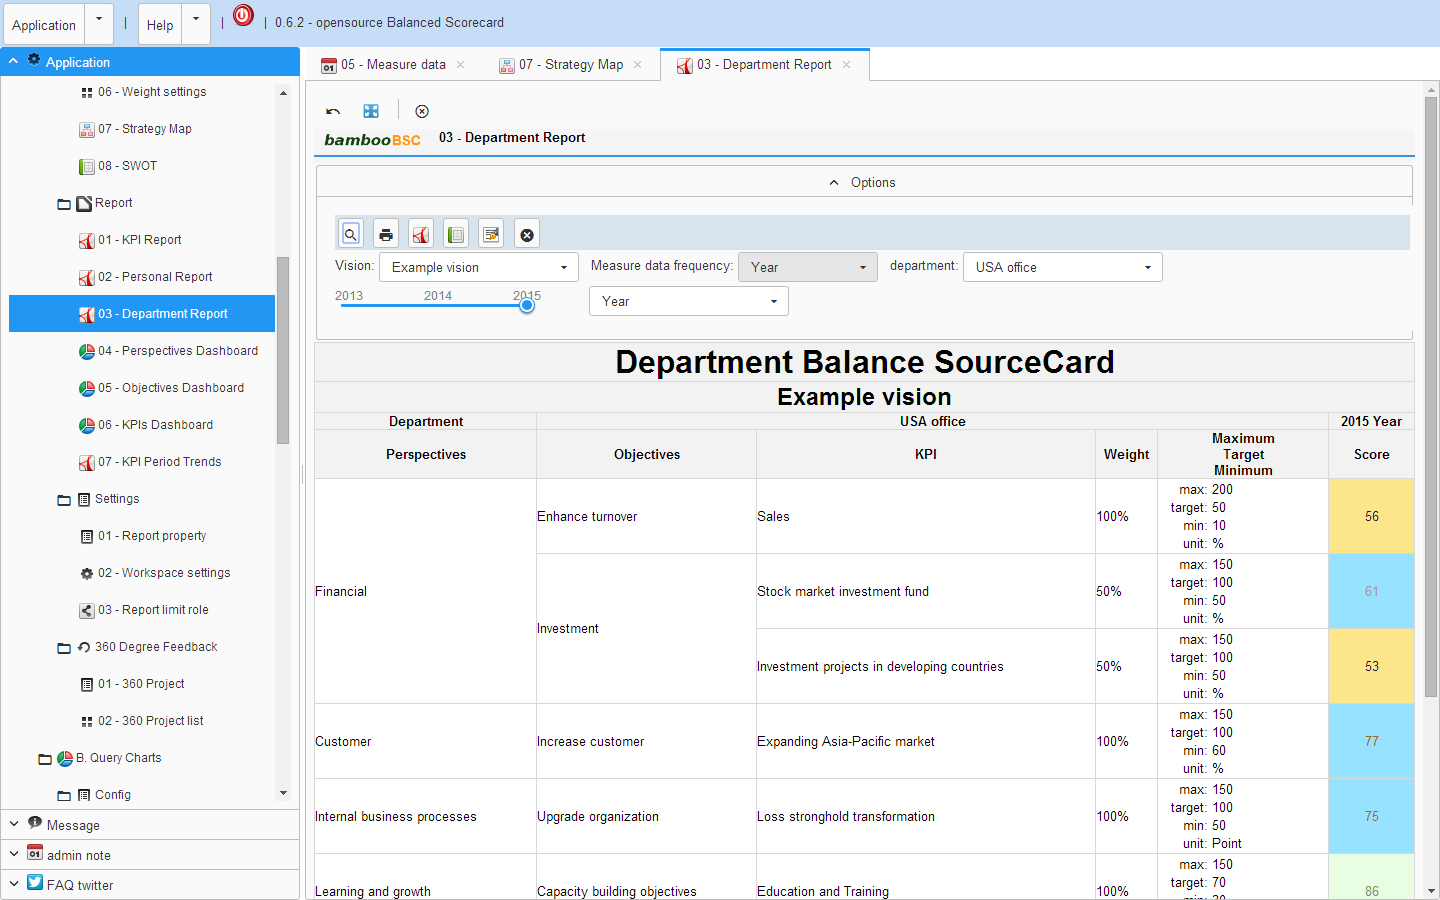 Application
Help
0.6.2 - opensource Balanced Scorecard
Application
06 - Weight settings
07 - Strategy Map
08 - SWOT
Report
01 - KPI Report
02 - Personal Report
03 - Department Report
04 - Perspectives Dashboard
05 - Objectives Dashboard
06 - KPIs Dashboard
07 - KPI Period Trends
Settings
01 - Report property
02 - Workspace settings
03 - Report limit role
360 Degree Feedback
01 - 360 Project
02 - 360 Project list
B. Query Charts
Config
Message
admin note
FAQ twitter
05 - Measure data
07 - Strategy Map
03 - Department Report
bambooBSC 03 - Department Report
Options
Vision: Example vision Measure data frequency: Year department: USA office
2013 2014 2015
Year
Department Balance SourceCard
Example vision
Department USA office 2015 Year
Perspectives Objectives KPI Weight Maximum Target Minimum Score
Financial
Enhance turnover Sales 100%
max: 200
target: 50
min: 10
unit: %
56
Investment
Stock market investment fund 50%
max: 150
target: 100
min: 50
unit: %
61
Investment projects in developing countries 50%
max: 150
target: 100
min: 50
unit: %
53
Customer Increase customer Expanding Asia-Pacific market 100%
max: 150
target: 100
min: 60
unit: %
77
Internal business processes Upgrade organization Loss stronghold transformation 100%
max: 150
target: 100
min: 50
unit: Point
75
Learning and growth Capacity building objectives Education and Training 100%
max: 150
target: 70
86